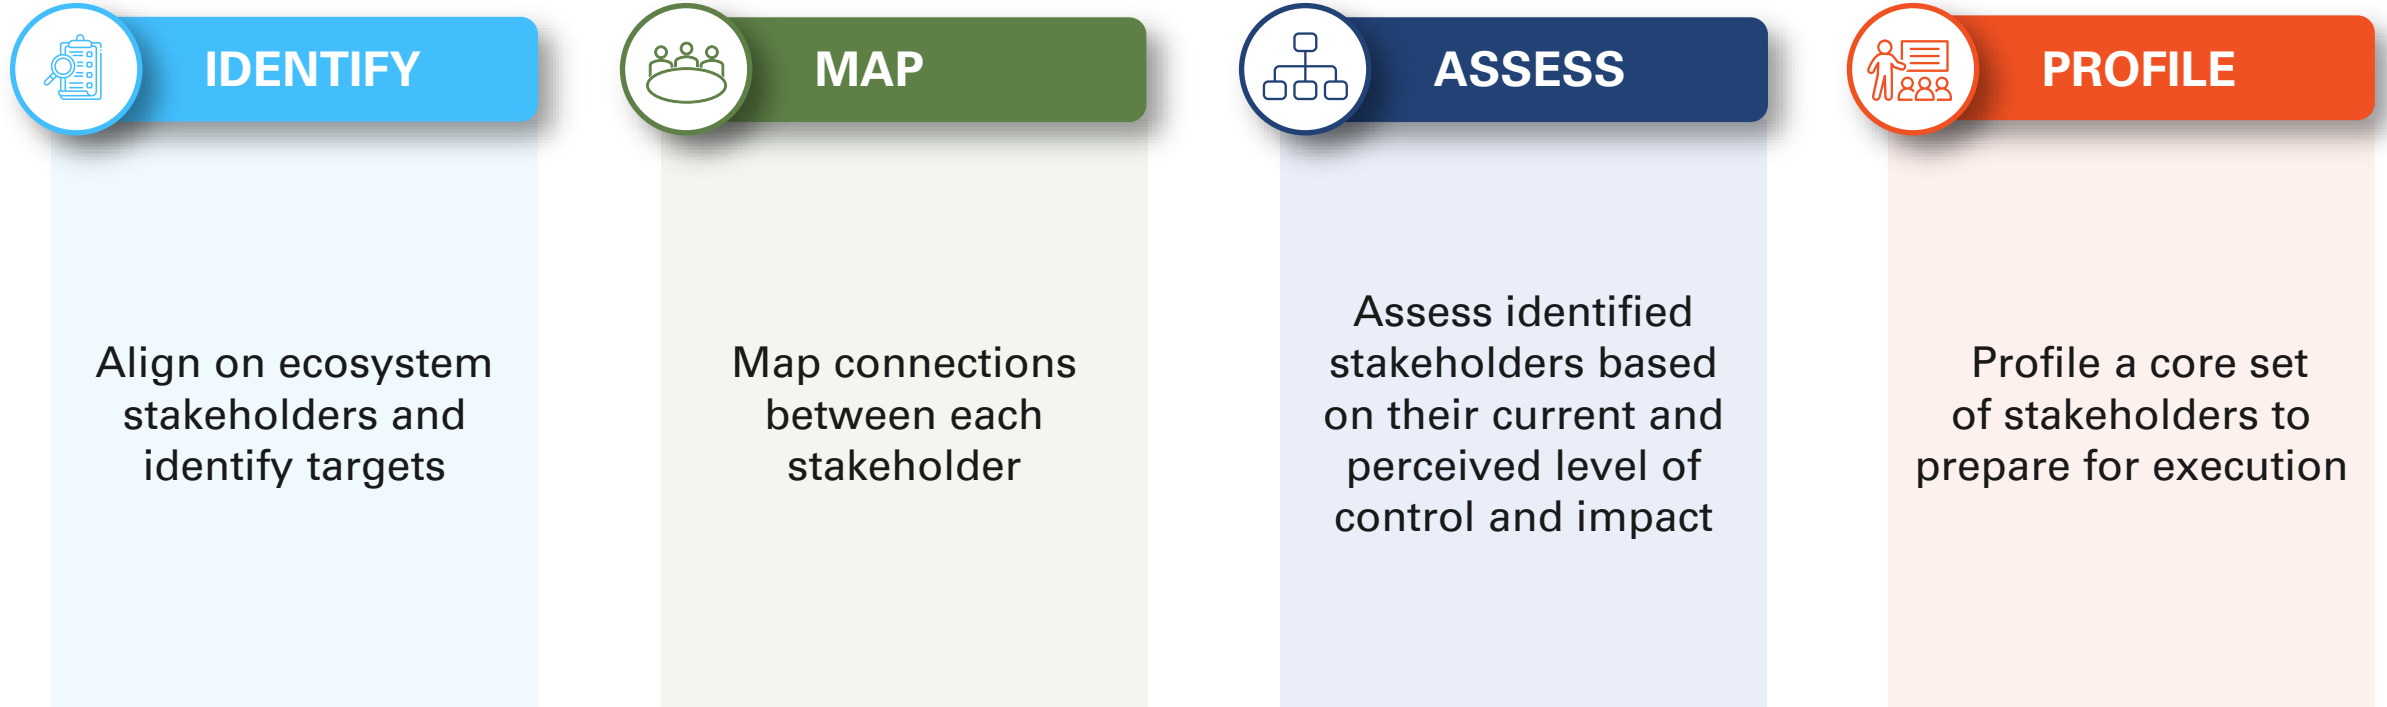 IDENTIFY
Align on ecosystem
stakeholders and
identify targets
MAP
Map connections
between each
stakeholder
ASSESS
Assess identified
stakeholders based
on their current and
perceived level of
control and impact
PROFILE
Profile a core set
of stakeholders to
prepare for execution